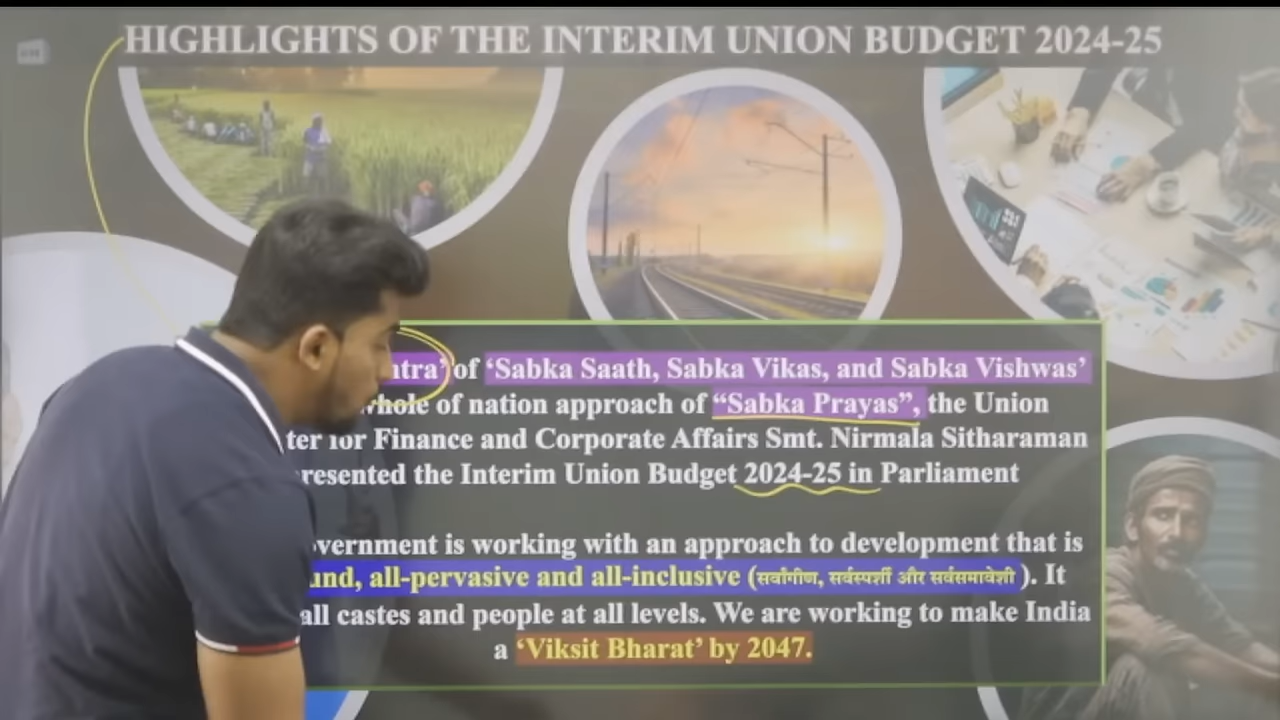 HIGHLIGHTS OF THE INTERIM UNION BUDGET 2024-25
ntra’ of ‘Sabka Saath, Sabka Vikas, and Sabka Vishwas’
whole of nation approach of “Sabka Prayas”, the Union
ter for Finance and Corporate Affairs Smt. Nirmala Sitharaman
resented the Interim Union Budget 2024-25 in Parliament
vernment is working with an approach to development that is
und, all-pervasive and all-inclusive (सर्वांगीण, सर्वस्पर्शी और सर्वसमावेशी ). It
all castes and people at all levels. We are working to make India
a ‘Viksit Bharat’ by 2047.